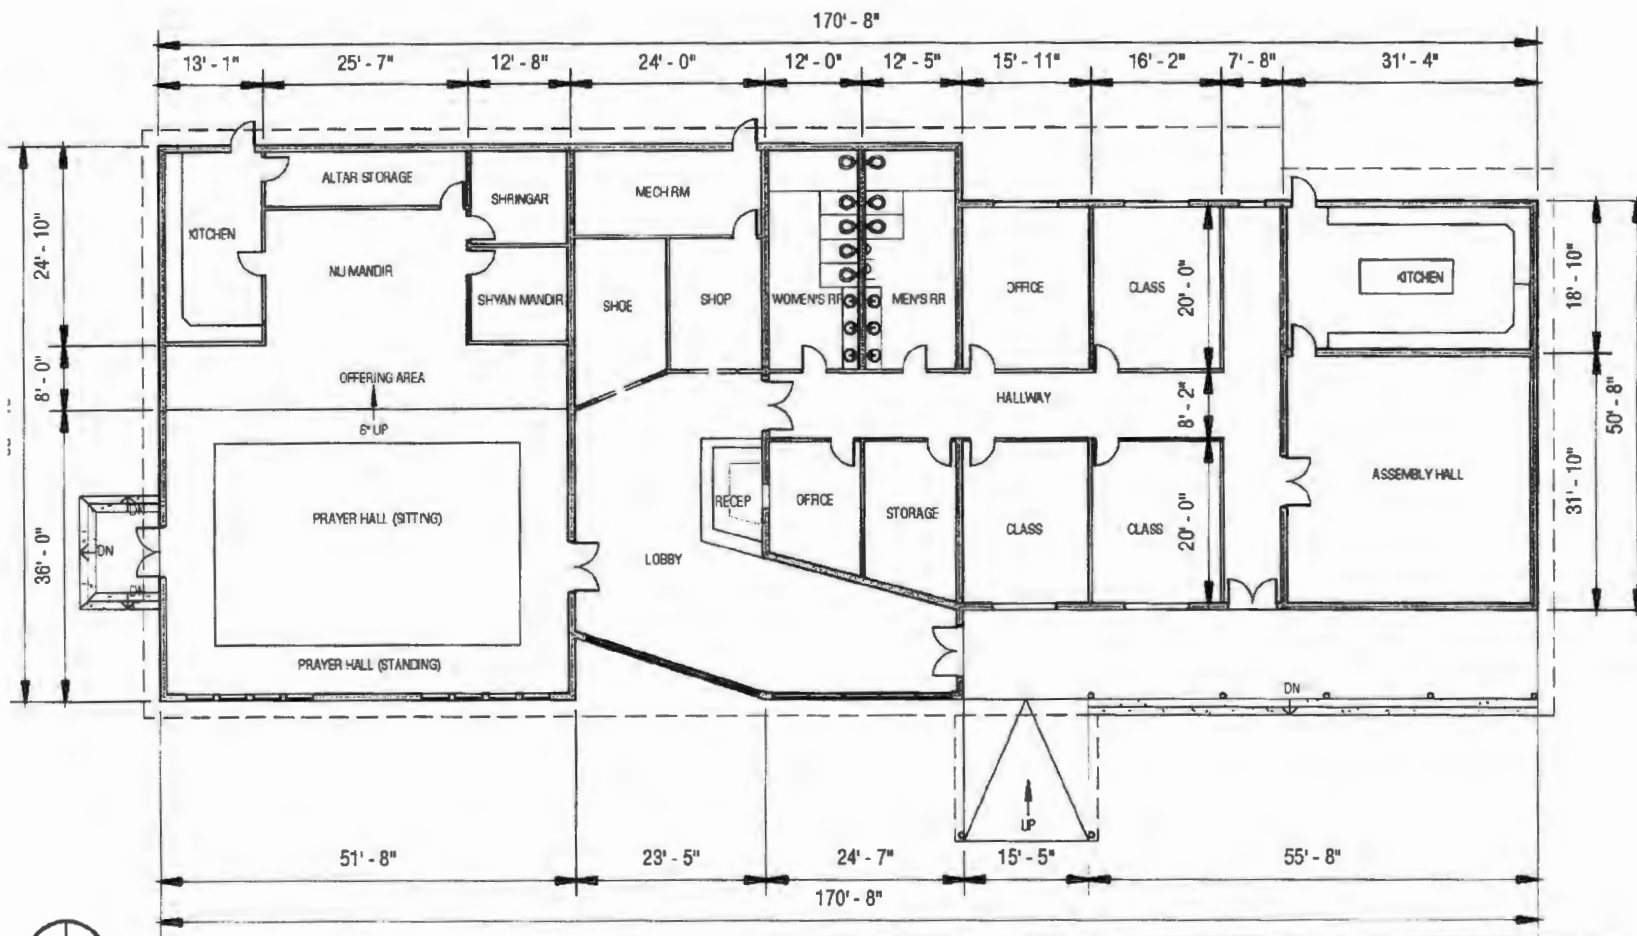 170' - 8"
13' - 1" 25' - 7" 12' - 8" 24' - 0" 12' - 0" 12' - 5" 15' - 11" 16' - 2" 7' - 8" 31' - 4"
ALTAR STORAGE
SHRINGAR
MECH RM
KITCHEN
NIJ MANDIR
24' - 10"
SHYAN MANDIR
SHOE
SHOP
WOMEN'S RR
MEN'S RR
OFFICE
CLASS
20' - 0"
KITCHEN
18' - 10"
8' - 0"
OFFERING AREA
6" UP
HALLWAY
8' - 2"
50' - 8"
ASSEMBLY HALL
31' - 10"
DN
DN
DN
36' - 0"
PRAYER HALL (SITTING)
RECEP
OFFICE
STORAGE
CLASS
CLASS
20' - 0"
LOBBY
PRAYER HALL (STANDING)
DN
UP
51' - 8" 23' - 5" 24' - 7" 15' - 5" 55' - 8"
170' - 8"